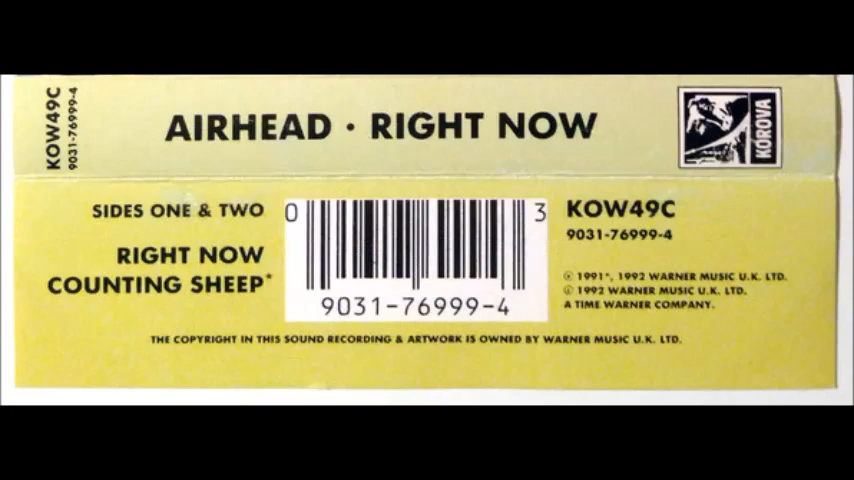 KOW49C
9031-76999-4
AIRHEAD · RIGHT NOW
KOROVA
SIDES ONE & TWO
RIGHT NOW
COUNTING SHEEP*
0 3
9031-76999-4
KOW49C
9031-76999-4
℗ 1991*, 1992 WARNER MUSIC U.K. LTD.
© 1992 WARNER MUSIC U.K. LTD.
A TIME WARNER COMPANY.
THE COPYRIGHT IN THIS SOUND RECORDING & ARTWORK IS OWNED BY WARNER MUSIC U.K. LTD.